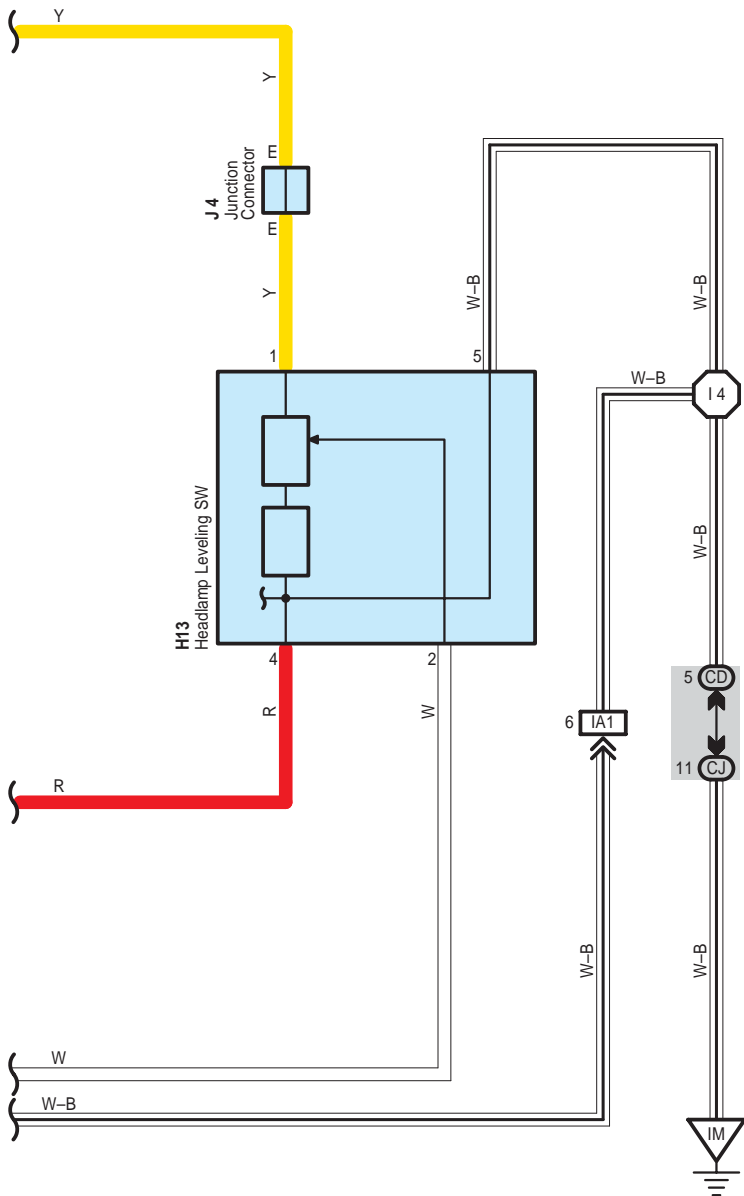 Y
Y
E
J 4
Junction
Connector
E
Y
W–B
W–B
1
5
W–B
I 4
H13
Headlamp Leveling SW
W–B
4
2
5
CD
R
W
6
IA1
11
CJ
R
W–B
W–B
W
W–B
IM